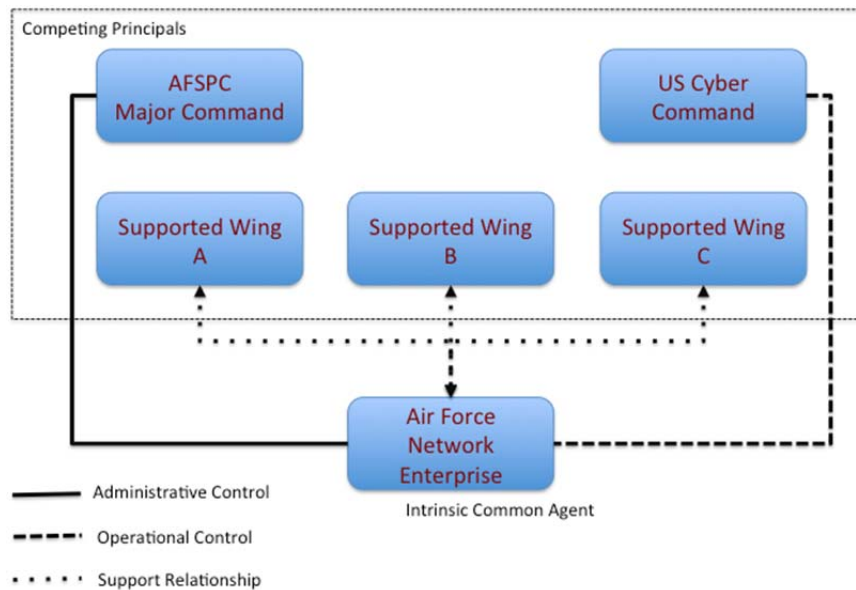 Competing Principals
AFSPC
Major Command
US Cyber
Command
Supported Wing
A
Supported Wing
B
Supported Wing
C
Air Force
Network
Enterprise
Intrinsic Common Agent
Administrative Control
Operational Control
Support Relationship